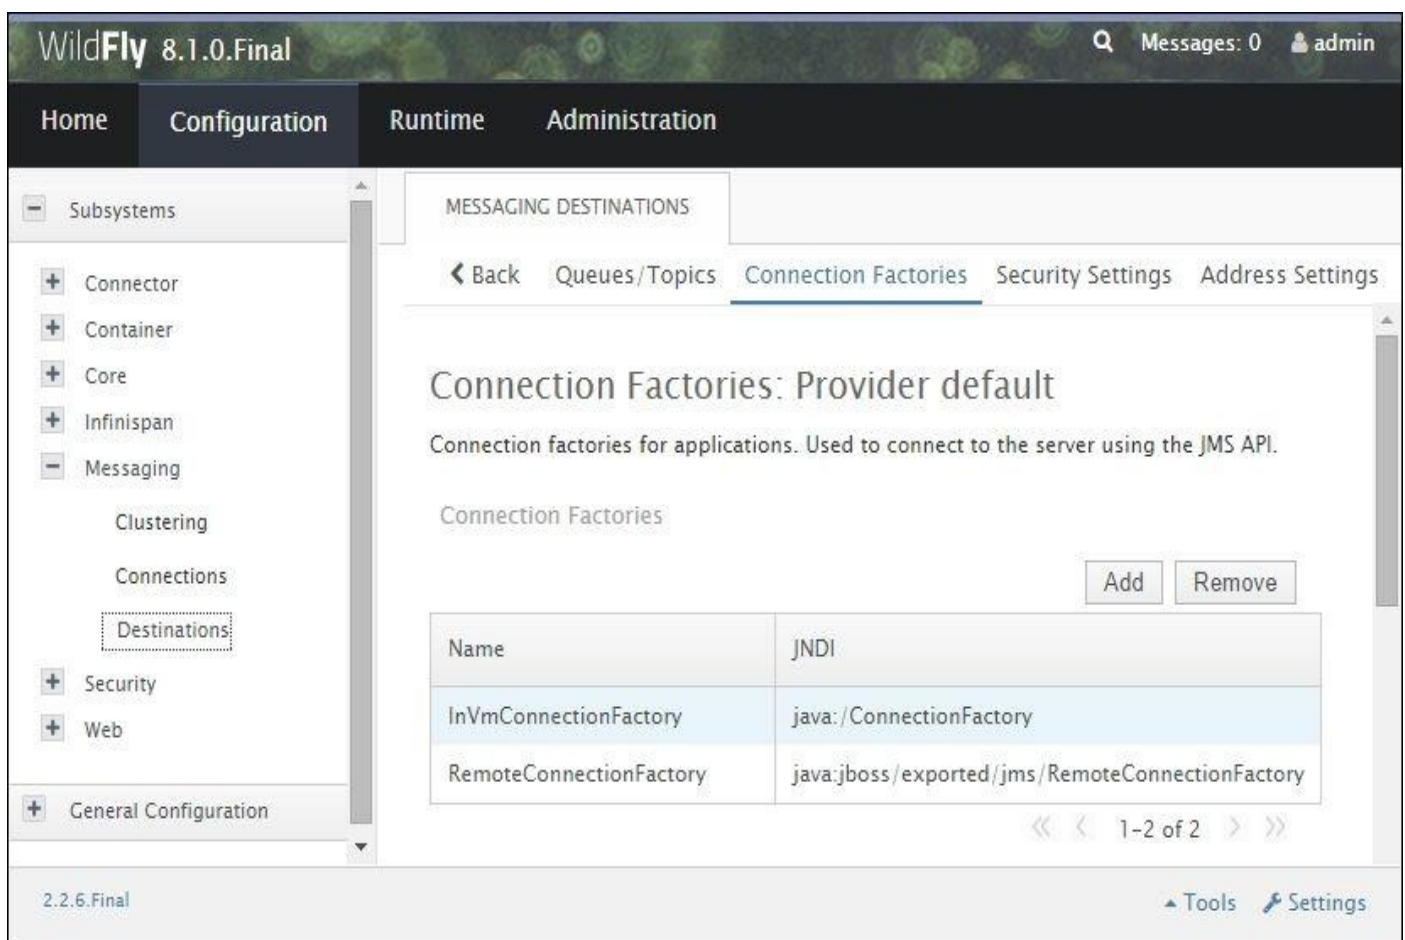 WildFly 8.1.0.Final
Messages: 0 admin
Home Configuration Runtime Administration
Subsystems
Connector
Container
Core
Infinispan
Messaging
Clustering
Connections
Destinations
Security
Web
General Configuration
MESSAGING DESTINATIONS
Back Queues/Topics Connection Factories Security Settings Address Settings
Connection Factories: Provider default
Connection factories for applications. Used to connect to the server using the JMS API.
Connection Factories
Add Remove
Name JNDI
InVmConnectionFactory java:/ConnectionFactory
RemoteConnectionFactory java:jboss/exported/jms/RemoteConnectionFactory
1-2 of 2
2.2.6.Final
Tools Settings